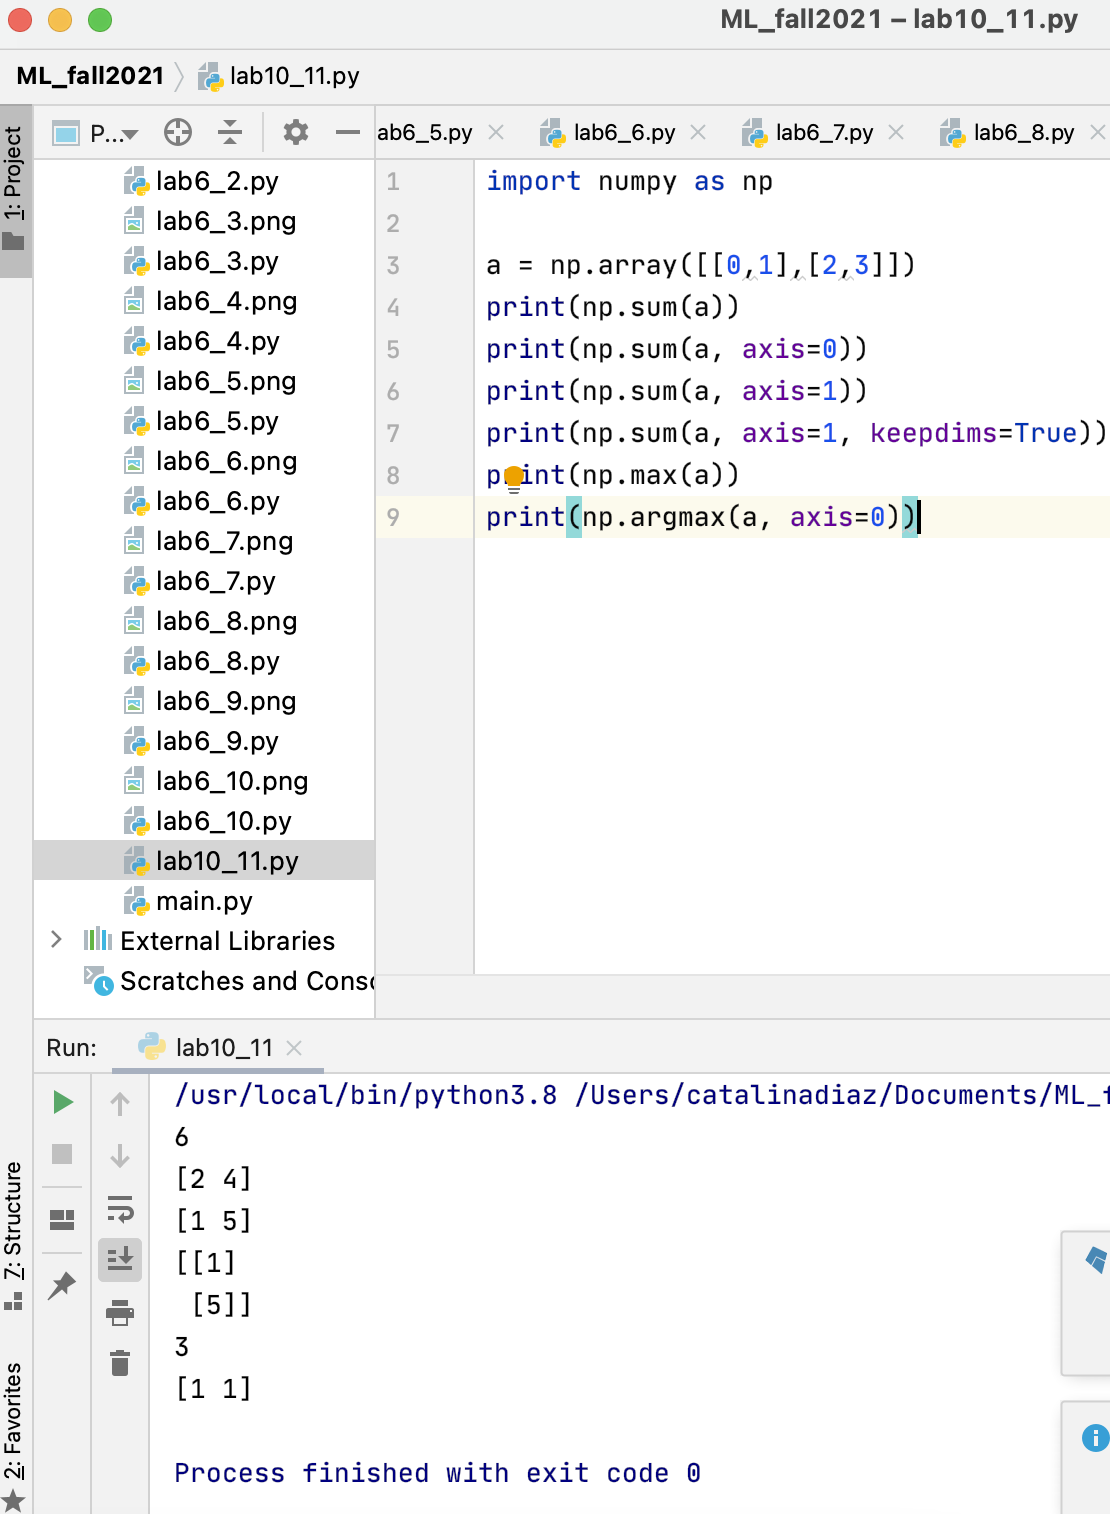 ML_fall2021 – lab10_11.py
ML_fall2021
lab10_11.py
1: Project
P...
ab6_5.py
lab6_6.py
lab6_7.py
lab6_8.py
lab6_2.py
lab6_3.png
lab6_3.py
lab6_4.png
lab6_4.py
lab6_5.png
lab6_5.py
lab6_6.png
lab6_6.py
lab6_7.png
lab6_7.py
lab6_8.png
lab6_8.py
lab6_9.png
lab6_9.py
lab6_10.png
lab6_10.py
lab10_11.py
main.py
External Libraries
Scratches and Conso
1 import numpy as np
2
3 a = np.array([[0,1],[2,3]])
4 print(np.sum(a))
5 print(np.sum(a, axis=0))
6 print(np.sum(a, axis=1))
7 print(np.sum(a, axis=1, keepdims=True))
8 print(np.max(a))
9 print(np.argmax(a, axis=0))
Run:
lab10_11
/usr/local/bin/python3.8 /Users/catalinadiaz/Documents/ML_f
6
[2 4]
[1 5]
[[1]
 [5]]
3
[1 1]
Process finished with exit code 0
7: Structure
2: Favorites